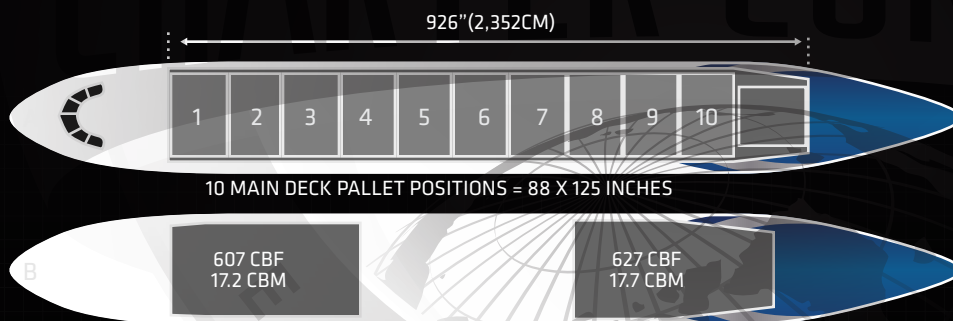 926”(2,352CM)
1 2 3 4 5 6 7 8 9 10
10 MAIN DECK PALLET POSITIONS = 88 X 125 INCHES
B
607 CBF
17.2 CBM
627 CBF
17.7 CBM